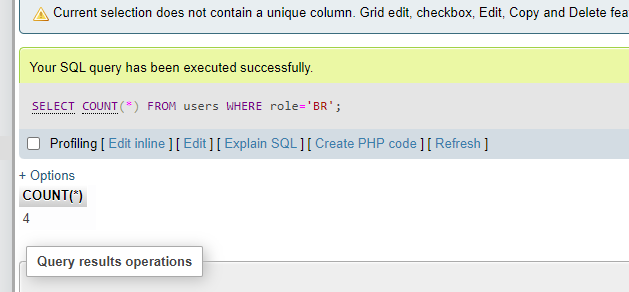 Current selection does not contain a unique column. Grid edit, checkbox, Edit, Copy and Delete fea
Your SQL query has been executed successfully.
SELECT COUNT(*) FROM users WHERE role='BR';
Profiling [ Edit inline ] [ Edit ] [ Explain SQL ] [ Create PHP code ] [ Refresh ]
+ Options
COUNT(*)
4
Query results operations